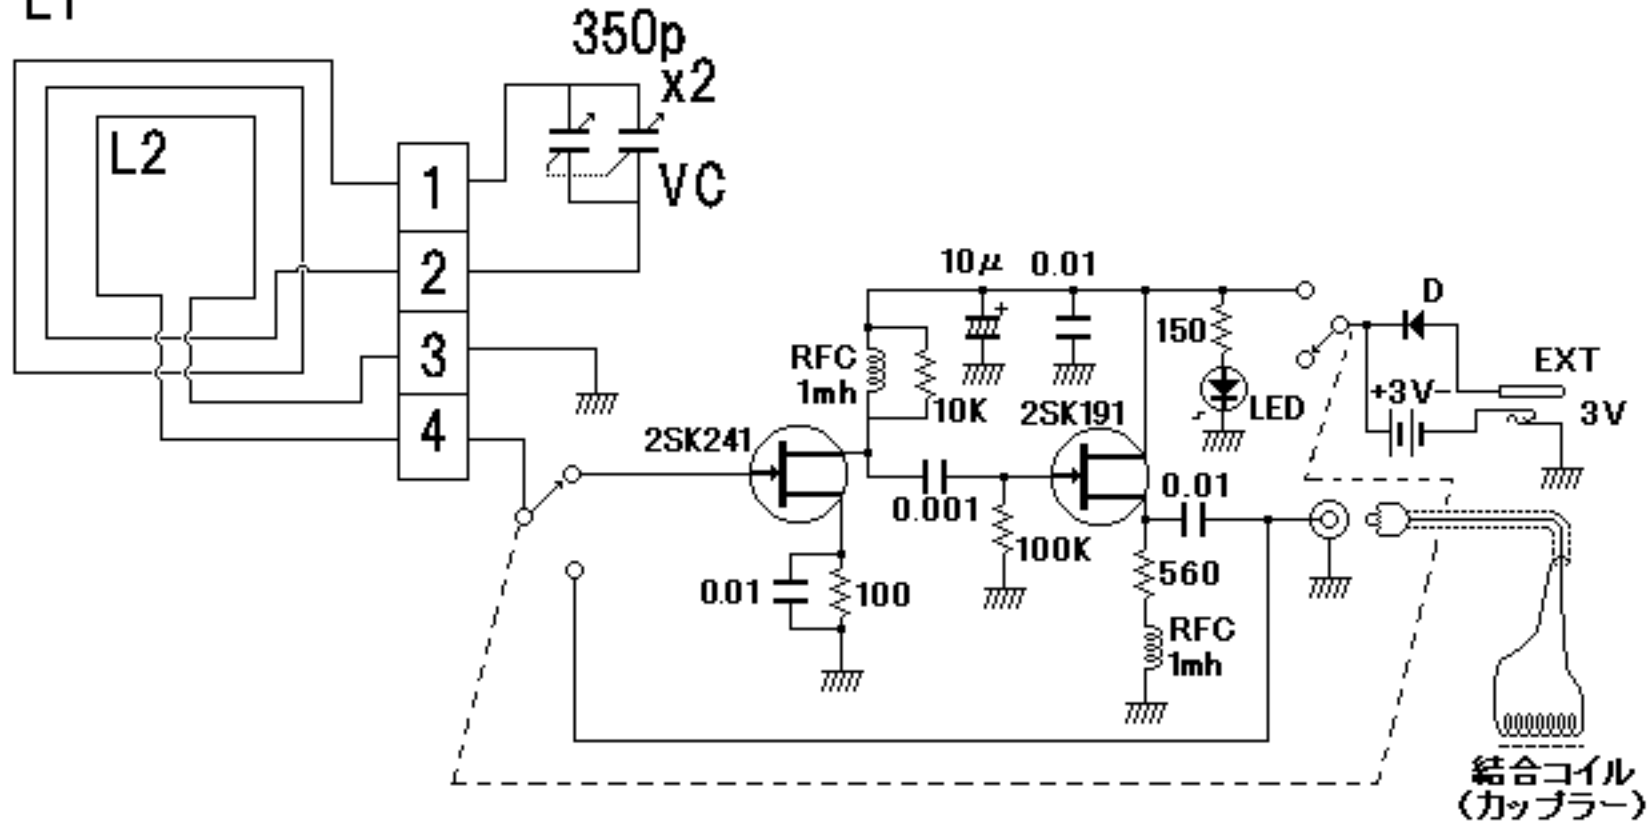 L1
350p
x2
L2
VC
1
2
3
4
10μ
0.01
+
D
150
RFC
1mh
10K
LED
EXT
+3V-
3V
2SK241
2SK191
0.001
100K
0.01
560
0.01
100
RFC
1mh
結合コイル
(カップラー)